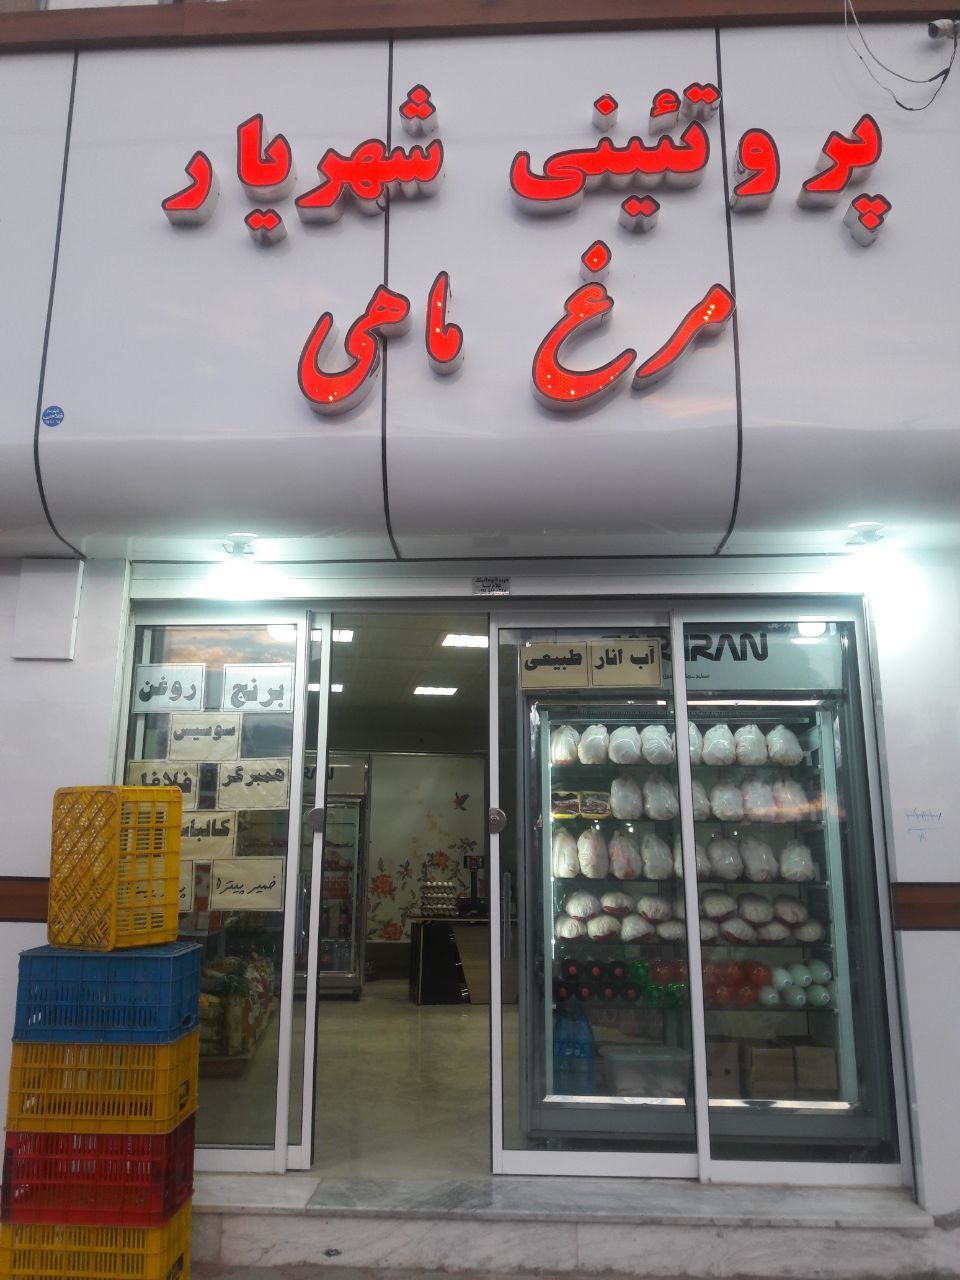 پروتئینی شهریار
مرغ ماهی
آب انار طبیعی
برنج
روغن
سوسیس
همبرگر
فلافل
کالباس
خمیر پیتزا